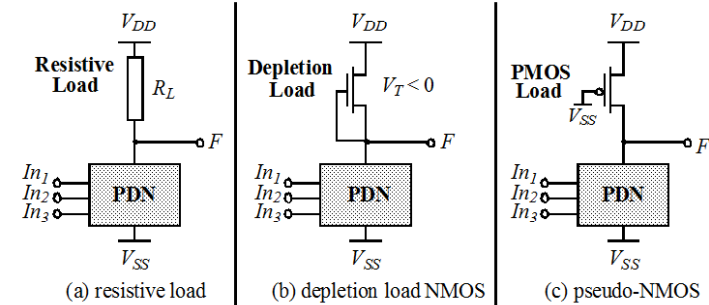 V_DD
Resistive
Load
R_L
F
In_1
In_2
In_3
PDN
V_SS
(a) resistive load
V_DD
Depletion
Load
V_T < 0
F
In_1
In_2
In_3
PDN
V_SS
(b) depletion load NMOS
V_DD
PMOS
Load
V_SS
F
In_1
In_2
In_3
PDN
V_SS
(c) pseudo-NMOS